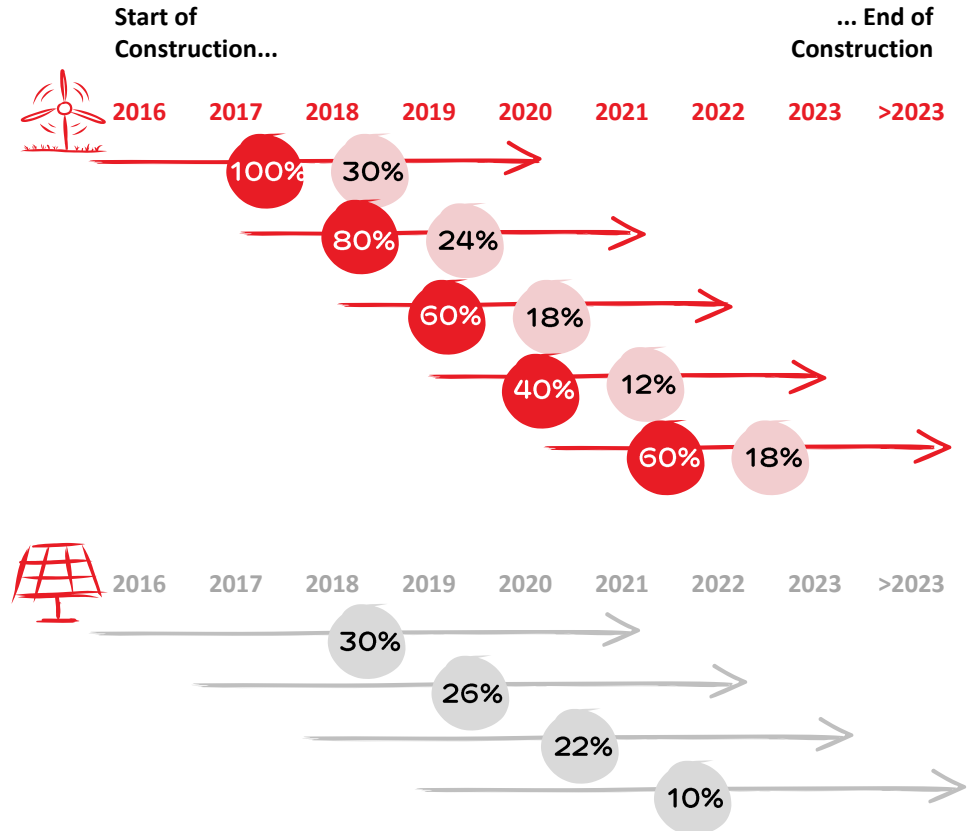 Start of
Construction...
... End of
Construction
2016 2017 2018 2019 2020 2021 2022 2023 >2023
100% 30%
80% 24%
60% 18%
40% 12%
60% 18%
2016 2017 2018 2019 2020 2021 2022 2023 >2023
30%
26%
22%
10%